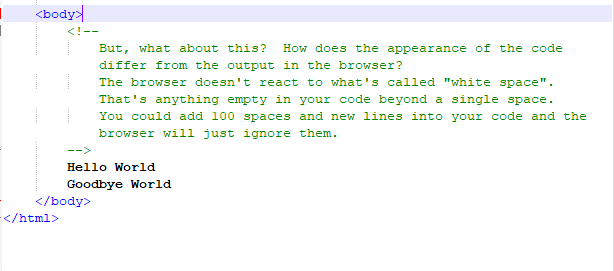 <body>
<!--
But, what about this?  How does the appearance of the code
differ from the output in the browser?
The browser doesn't react to what's called "white space".
That's anything empty in your code beyond a single space.
You could add 100 spaces and new lines into your code and the
browser will just ignore them.
-->
Hello World
Goodbye World
</body>
</html>